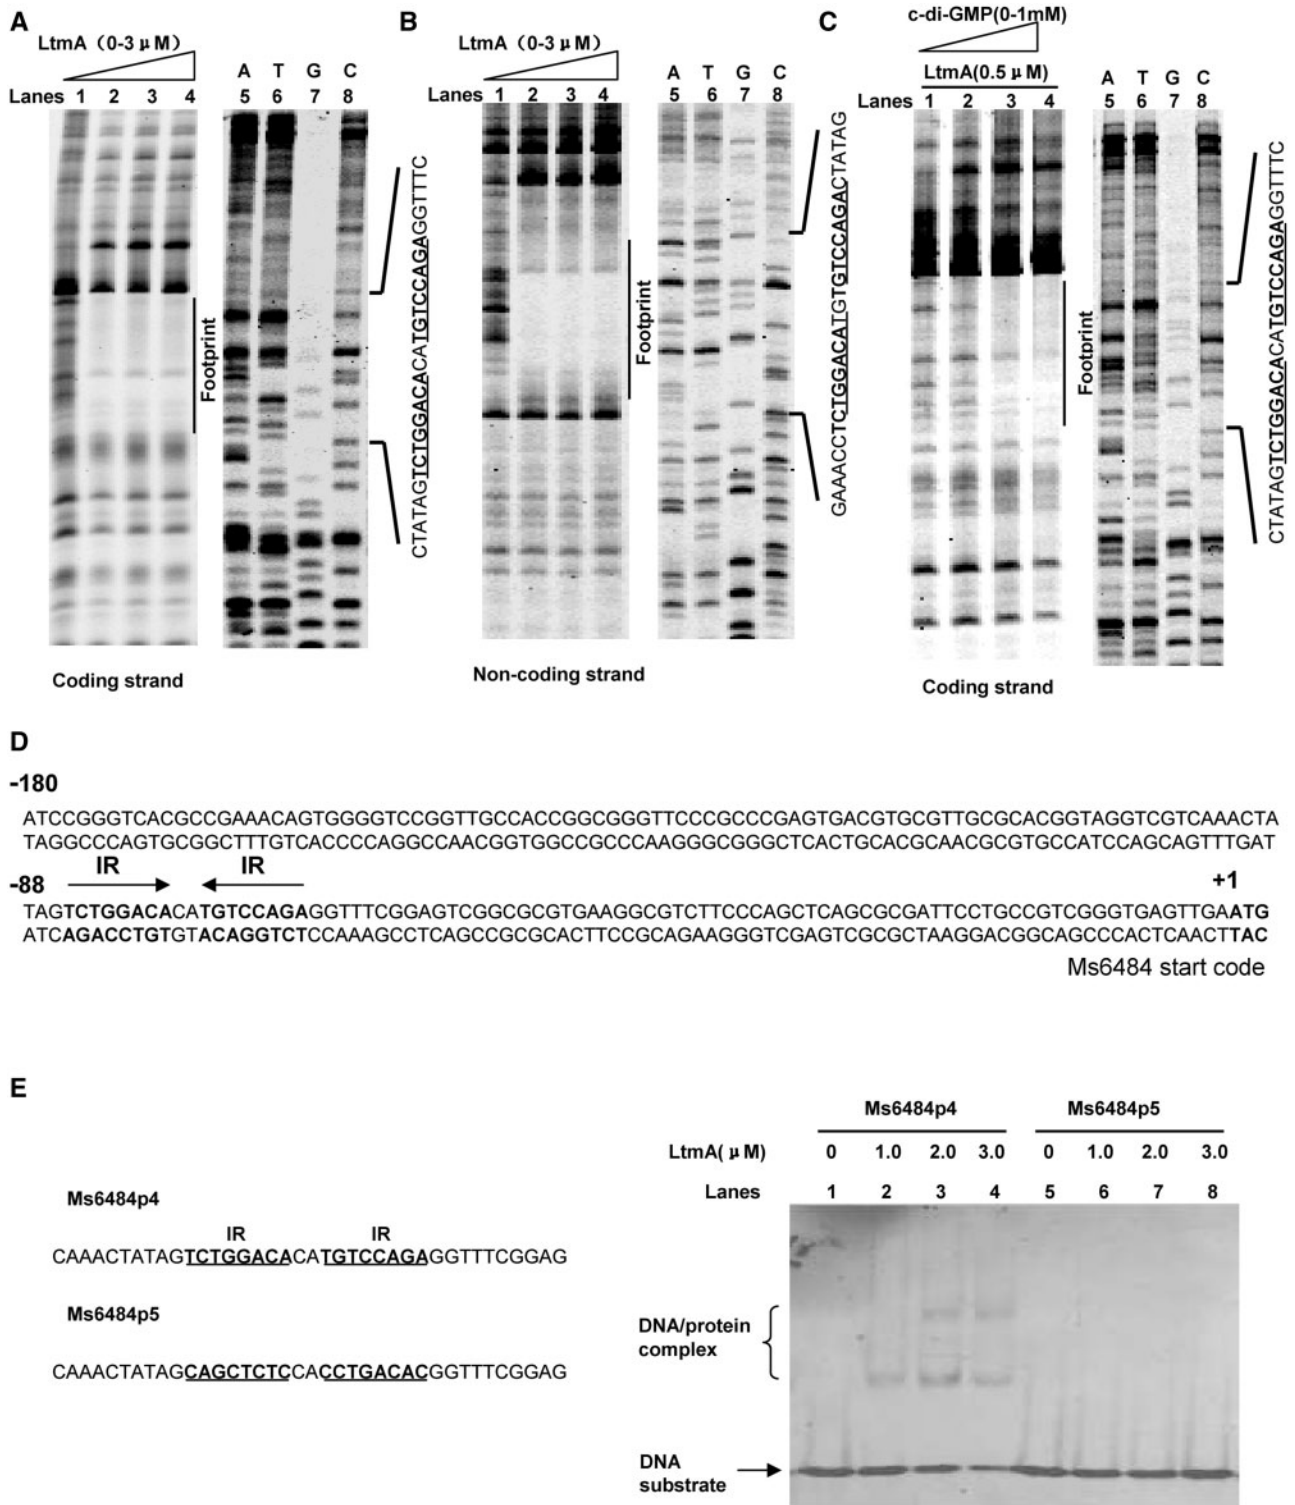 A
LtmA (0-3 μM)
A T G C
Lanes 1 2 3 4 5 6 7 8
Footprint
CTATAGTCTGGACACATGTCCAGAGGTTTC
Coding strand
B
LtmA (0-3 μM)
A T G C
Lanes 1 2 3 4 5 6 7 8
Footprint
GAAACCTCTGGACATGTGTCCAGACTATAG
Non-coding strand
C
c-di-GMP(0-1mM)
LtmA(0.5 μM)
A T G C
Lanes 1 2 3 4 5 6 7 8
Footprint
CTATAGTCTGGACACATGTCCAGAGGTTTC
Coding strand
D
-180
ATCCGGGTCACGCCGAAACAGTGGGGTCCGGTTGCCACCGGCGGGTTCCCGCCCGAGTGACGTGCGTTGCGCACGGTAGGTCGTCAAACTA
TAGGCCCAGTGCGGCTTTGTCACCCCAGGCCAACGGTGGCCGCCCAAGGGCGGGCTCACTGCACGCAACGCGTGCCATCCAGCAGTTTGAT
IR IR
-88 +1
TAGTCTGGACACATGTCCAGAGGTTTCGGAGTCGGCGCGTGAAGGCGTCTTCCCAGCTCAGCGCGATTCCTGCCGTCGGGTGAGTTGAATG
ATCAGACCTGTGTACAGGTCTCCAAAGCCTCAGCCGCGCACTTCCGCAGAAGGGTCGAGTCGCGCTAAGGACGGCAGCCCACTCAACTTAC
Ms6484 start code
E
Ms6484p4
IR IR
CAAACTATAGTCTGGACACATGTCCAGAGGTTTCGGAG
Ms6484p5
CAAACTATAGCAGCTCTCCACCTGACACGGTTTCGGAG
Ms6484p4 Ms6484p5
LtmA( μM) 0 1.0 2.0 3.0 0 1.0 2.0 3.0
Lanes 1 2 3 4 5 6 7 8
DNA/protein
complex
DNA
substrate